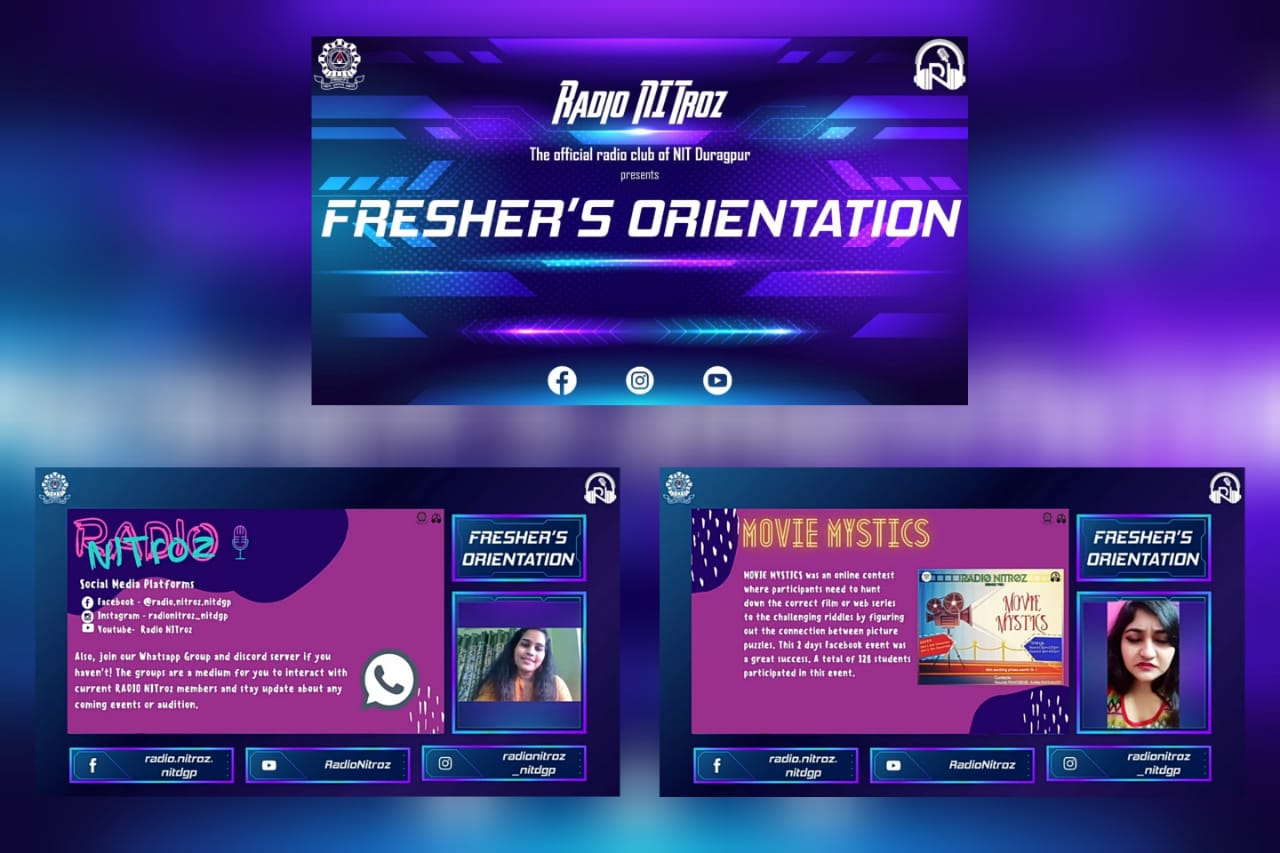 RADIO NITROZ
The official radio club of NIT Duragpur
presents
FRESHER'S ORIENTATION
RADIO
NITROZ
Social Media Platforms
Facebook - @radio.nitroz.nitdgp
Instagram - radionitroz_nitdgp
Youtube- Radio NITroz
Also, join our Whatsapp Group and discord server if you
haven't! The groups are a medium for you to interact with
current RADIO NITroz members and stay update about any
coming events or audition.
FRESHER'S
ORIENTATION
radio.nitroz.
nitdgp
RadioNitroz
radionitroz
_nitdgp
MOVIE MYSTICS
MOVIE MYSTICS was an online contest
where participants need to hunt
down the correct film or web series
to the challenging riddles by figuring
out the connection between picture
puzzles. This 2 days Facebook event was
a great success. A total of 328 students
participated in this event.
RADIO NITROZ
MOVIE
MYSTICS
FRESHER'S
ORIENTATION
radio.nitroz.
nitdgp
RadioNitroz
radionitroz
_nitdgp